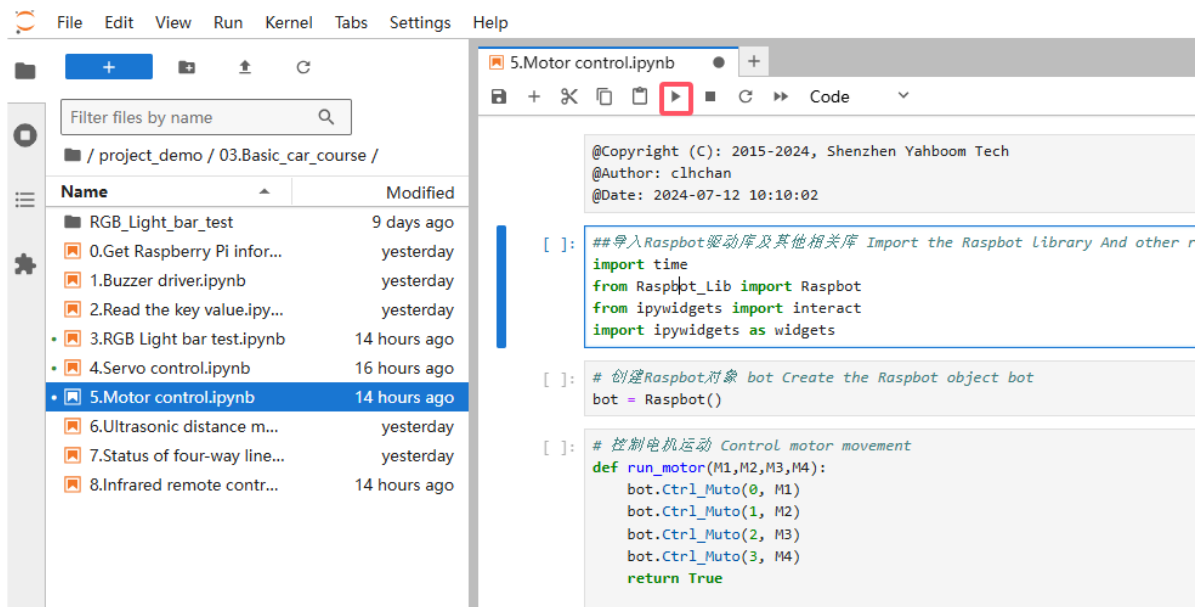 File Edit View Run Kernel Tabs Settings Help
+
Filter files by name
/ project_demo / 03.Basic_car_course /
Name Modified
RGB_Light_bar_test 9 days ago
0.Get Raspberry Pi infor... yesterday
1.Buzzer driver.ipynb yesterday
2.Read the key value.ipy... yesterday
3.RGB Light bar test.ipynb 14 hours ago
4.Servo control.ipynb 16 hours ago
5.Motor control.ipynb 14 hours ago
6.Ultrasonic distance m... yesterday
7.Status of four-way line... yesterday
8.Infrared remote contr... 14 hours ago
5.Motor control.ipynb
Code
@Copyright (C): 2015-2024, Shenzhen Yahboom Tech
@Author: clhchan
@Date: 2024-07-12 10:10:02
[ ]: ##导入Raspbot驱动库及其他相关库 Import the Raspbot library And other r
import time
from Raspbot_Lib import Raspbot
from ipywidgets import interact
import ipywidgets as widgets
[ ]: # 创建Raspbot对象 bot Create the Raspbot object bot
bot = Raspbot()
[ ]: # 控制电机运动 Control motor movement
def run_motor(M1,M2,M3,M4):
    bot.Ctrl_Muto(0, M1)
    bot.Ctrl_Muto(1, M2)
    bot.Ctrl_Muto(2, M3)
    bot.Ctrl_Muto(3, M4)
    return True